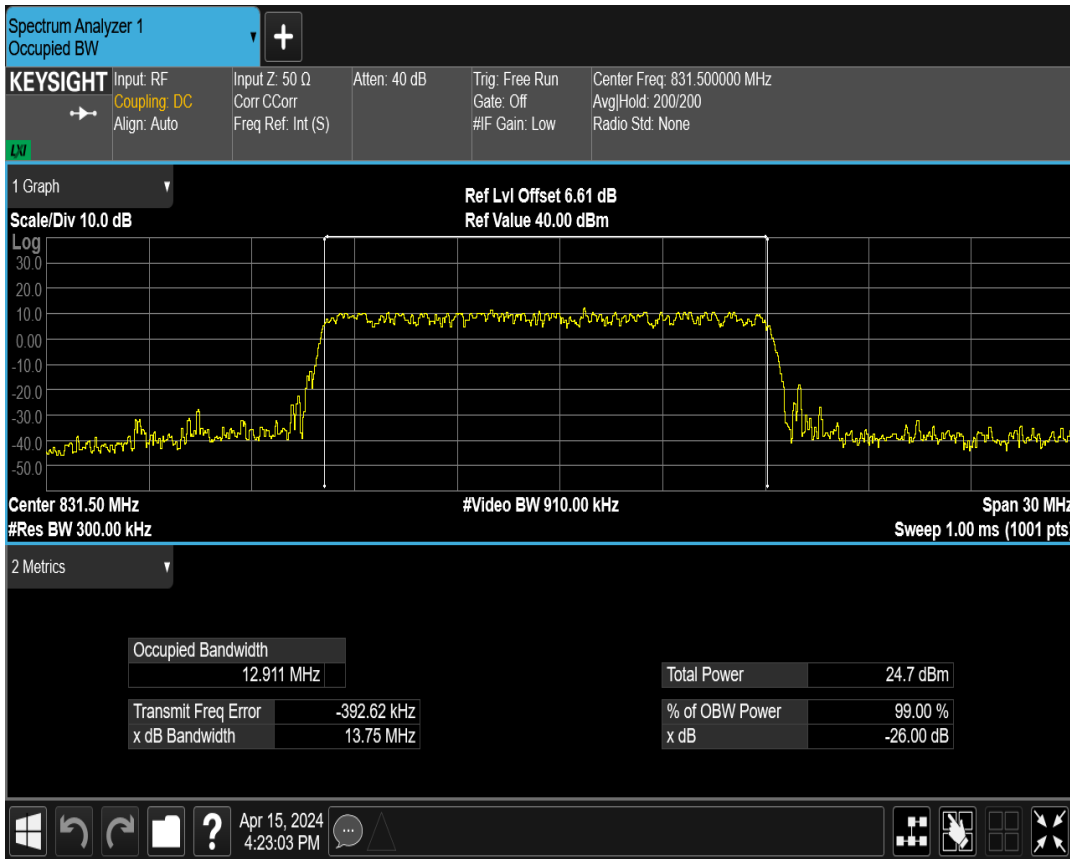 Spectrum Analyzer 1
Occupied BW
+
KEYSIGHT
LXI
Input: RF
Coupling: DC
Align: Auto
Input Z: 50 Ω
Corr CCorr
Freq Ref: Int (S)
Atten: 40 dB
Trig: Free Run
Gate: Off
#IF Gain: Low
Center Freq: 831.500000 MHz
Avg|Hold: 200/200
Radio Std: None
1 Graph
Scale/Div 10.0 dB
Ref Lvl Offset 6.61 dB
Ref Value 40.00 dBm
Log
30.0
20.0
10.0
0.00
-10.0
-20.0
-30.0
-40.0
-50.0
Center 831.50 MHz
#Video BW 910.00 kHz
Span 30 MHz
#Res BW 300.00 kHz
Sweep 1.00 ms (1001 pts)
2 Metrics
Occupied Bandwidth
12.911 MHz
Total Power 24.7 dBm
Transmit Freq Error -392.62 kHz
% of OBW Power 99.00 %
x dB Bandwidth 13.75 MHz
x dB -26.00 dB
?
Apr 15, 2024
4:23:03 PM